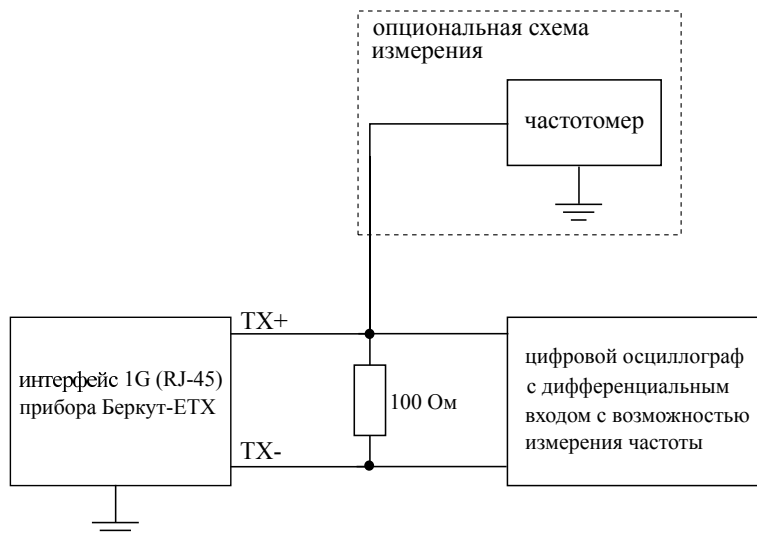 опциональная схема
измерения
частотомер
TX+
интерфейс 1G (RJ-45)
прибора Беркут-ETX
100 Ом
цифровой осциллограф
с дифференциальным
входом с возможностью
измерения частоты
TX-